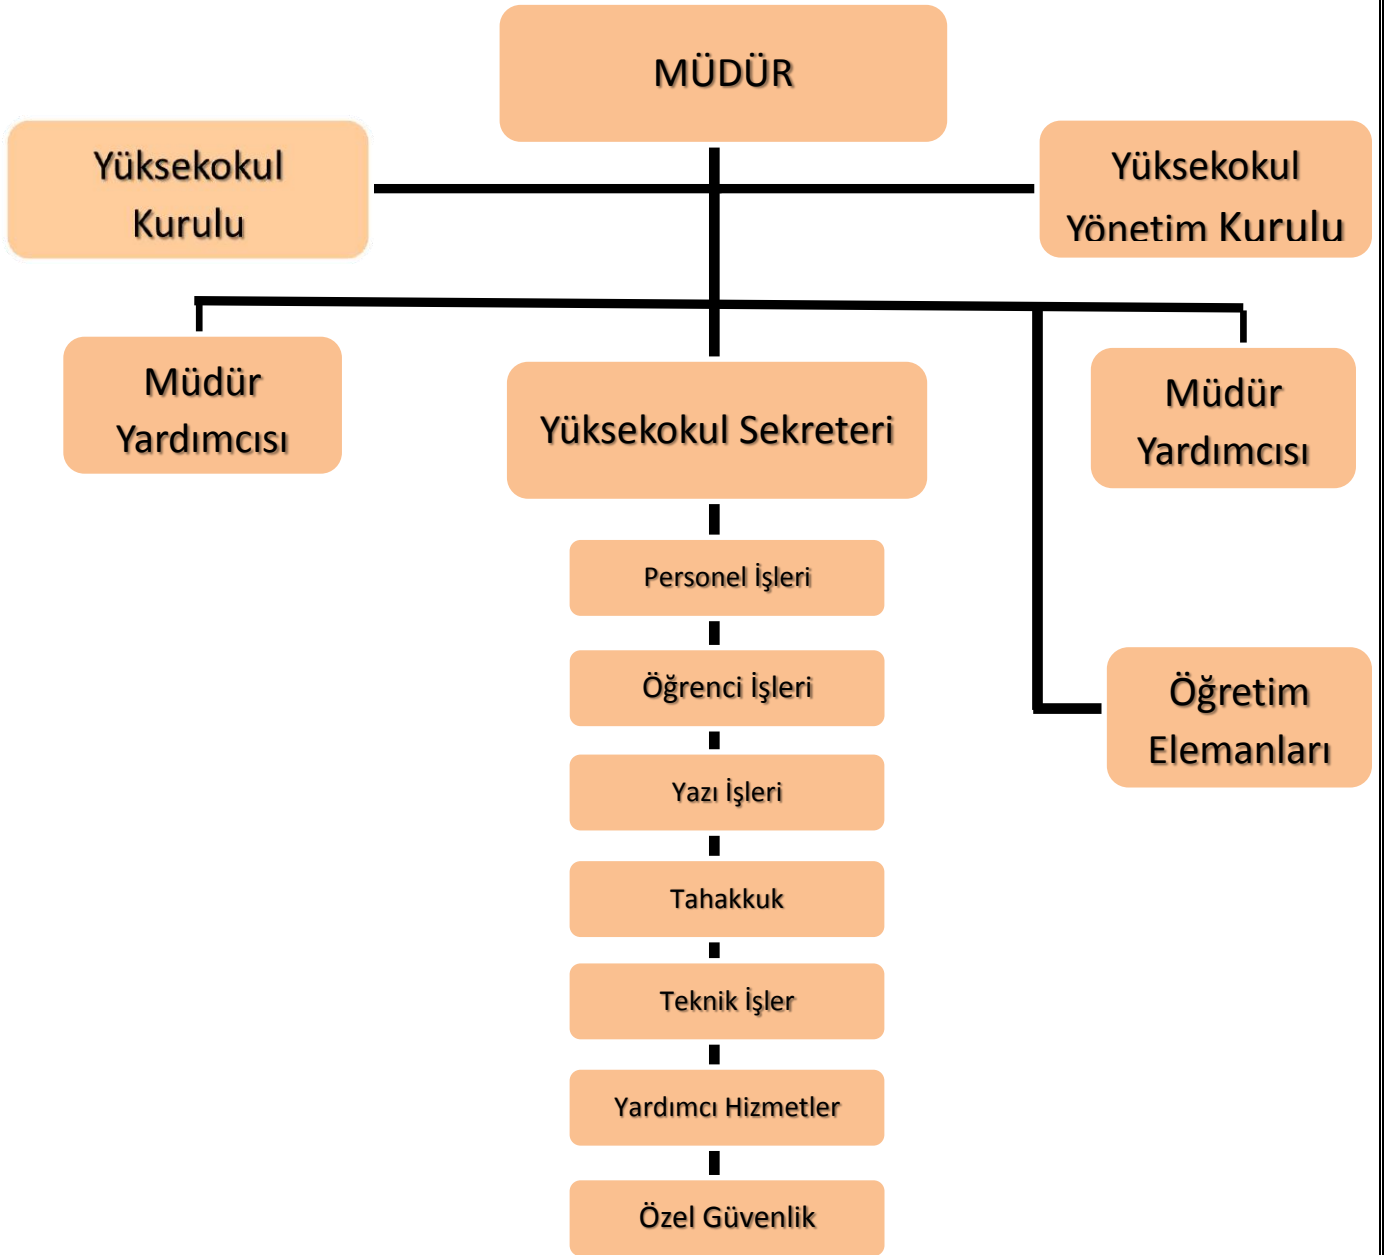 MÜDÜR
Yüksekokul
Kurulu
Yüksekokul
Yönetim Kurulu
Müdür
Yardımcısı
Yüksekokul Sekreteri
Müdür
Yardımcısı
Personel İşleri
Öğrenci İşleri
Öğretim
Elemanları
Yazı İşleri
Tahakkuk
Teknik İşler
Yardımcı Hizmetler
Özel Güvenlik